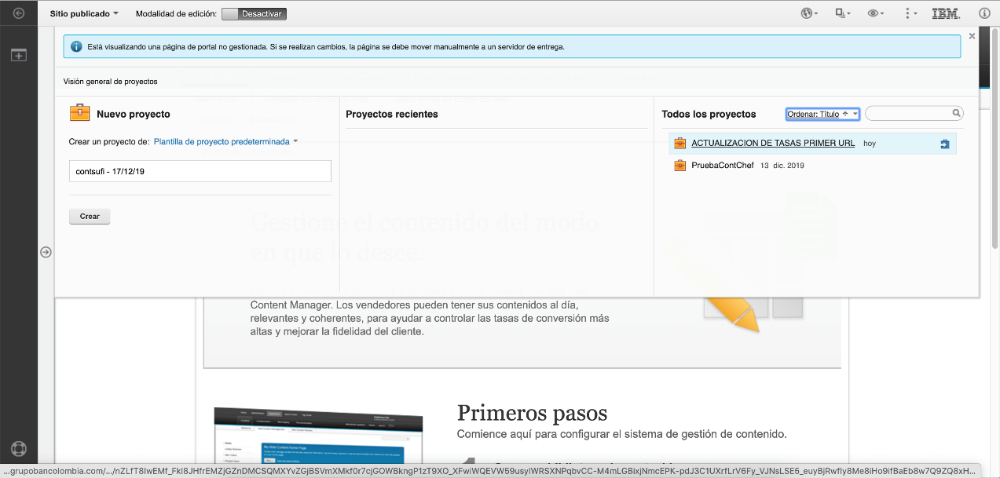 Sitio publicado
Modalidad de edición:
Desactivar
IBM.
Está visualizando una página de portal no gestionada. Si se realizan cambios, la página se debe mover manualmente a un servidor de entrega.
Visión general de proyectos
Nuevo proyecto
Crear un proyecto de: Plantilla de proyecto predeterminada
contsufi - 17/12/19
Crear
Proyectos recientes
Todos los proyectos
Ordenar: Título
ACTUALIZACION DE TASAS PRIMER URL hoy
PruebaContChef 13 dic. 2019
Gestione el contenido del modo
en que lo desee.
Content Manager. Los vendedores pueden tener sus contenidos al día,
relevantes y coherentes, para ayudar a controlar las tasas de conversión más
altas y mejorar la fidelidad del cliente.
My Web Content Home Page
Primeros pasos
Comience aquí para configurar el sistema de gestión de contenido.